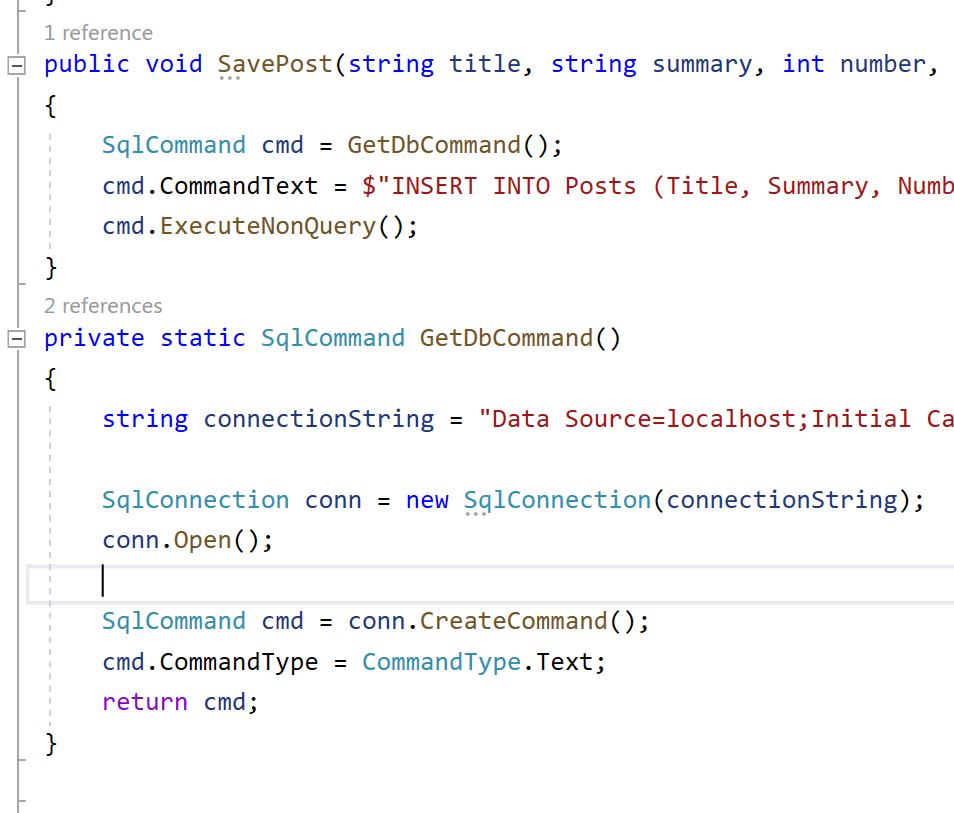 }
1 reference
public void SavePost(string title, string summary, int number,
{
SqlCommand cmd = GetDbCommand();
cmd.CommandText = $"INSERT INTO Posts (Title, Summary, Numb
cmd.ExecuteNonQuery();
}
2 references
private static SqlCommand GetDbCommand()
{
string connectionString = "Data Source=localhost;Initial Ca
SqlConnection conn = new SqlConnection(connectionString);
conn.Open();
SqlCommand cmd = conn.CreateCommand();
cmd.CommandType = CommandType.Text;
return cmd;
}